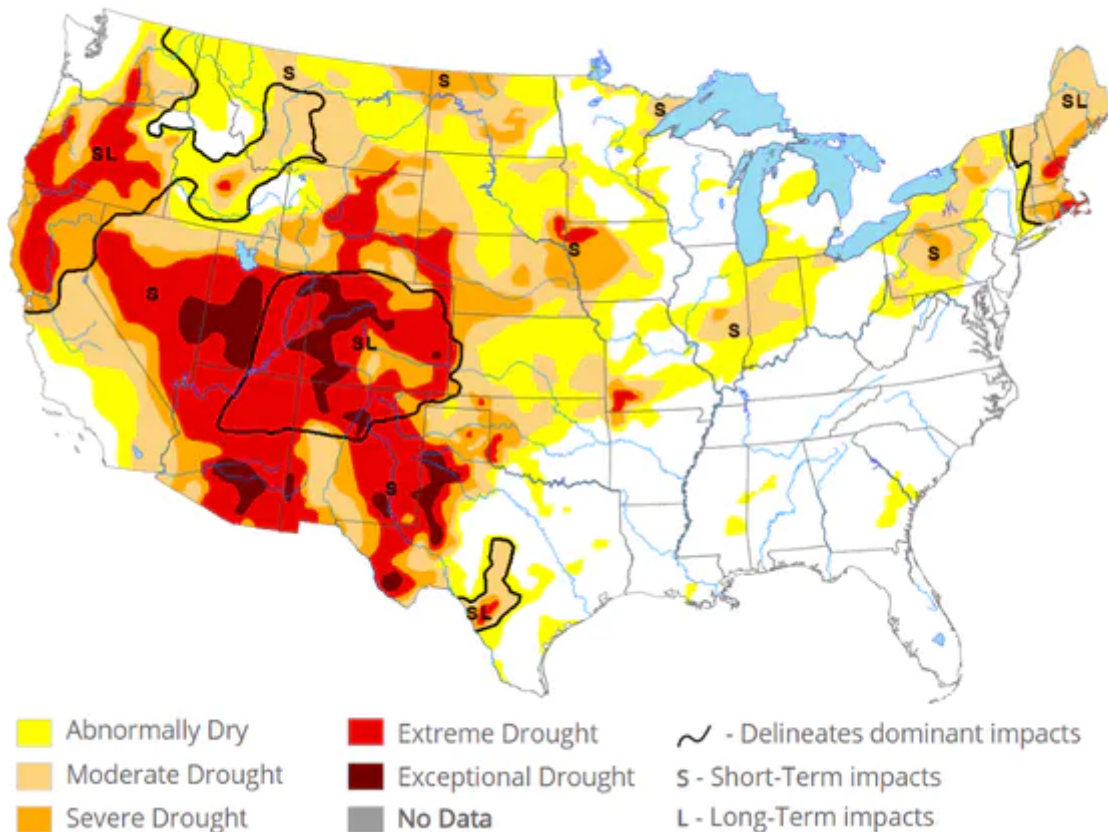 S
S
S
SL
SL
S
S
S
SL
S
S
SL
Abnormally Dry
Moderate Drought
Severe Drought
Extreme Drought
Exceptional Drought
No Data
- Delineates dominant impacts
S - Short-Term impacts
L - Long-Term impacts